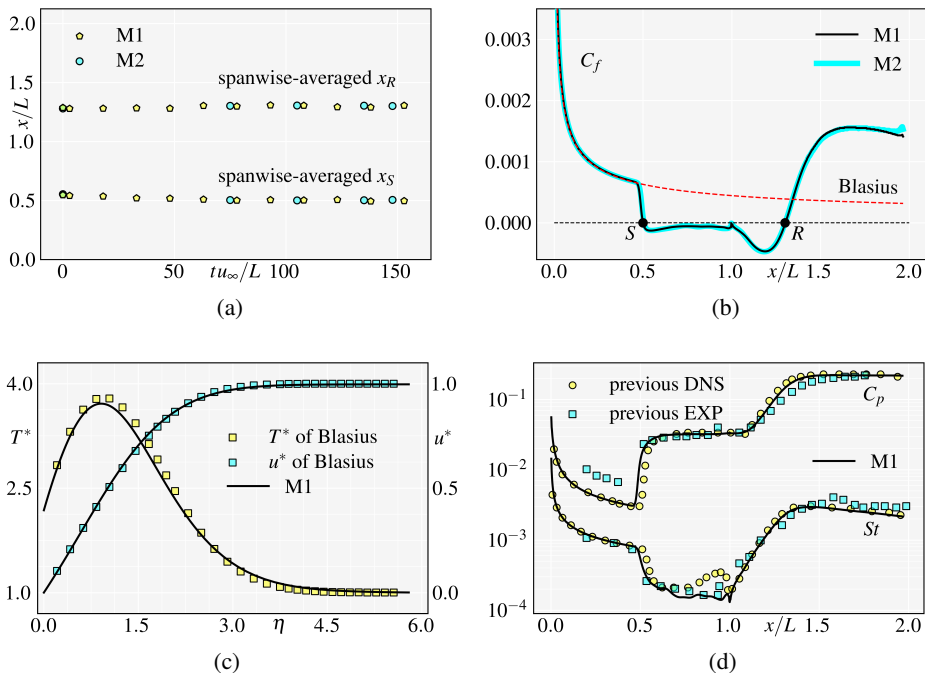 2.0
1.5
1.0
0.5
0.0
x/L
M1
M2
spanwise-averaged x_R
spanwise-averaged x_S
0
50
tu_∞/L
100
150
(a)
0.003
0.002
0.001
0.000
C_f
M1
M2
Blasius
S
R
0.0
0.5
1.0
x/L
1.5
2.0
(b)
4.0
2.5
1.0
T*
T* of Blasius
u* of Blasius
M1
1.0
0.5
0.0
u*
0.0
1.5
3.0
η
4.5
6.0
(c)
10⁻¹
10⁻²
10⁻³
10⁻⁴
previous DNS
previous EXP
M1
C_p
St
0.0
0.5
1.0
x/L
1.5
2.0
(d)